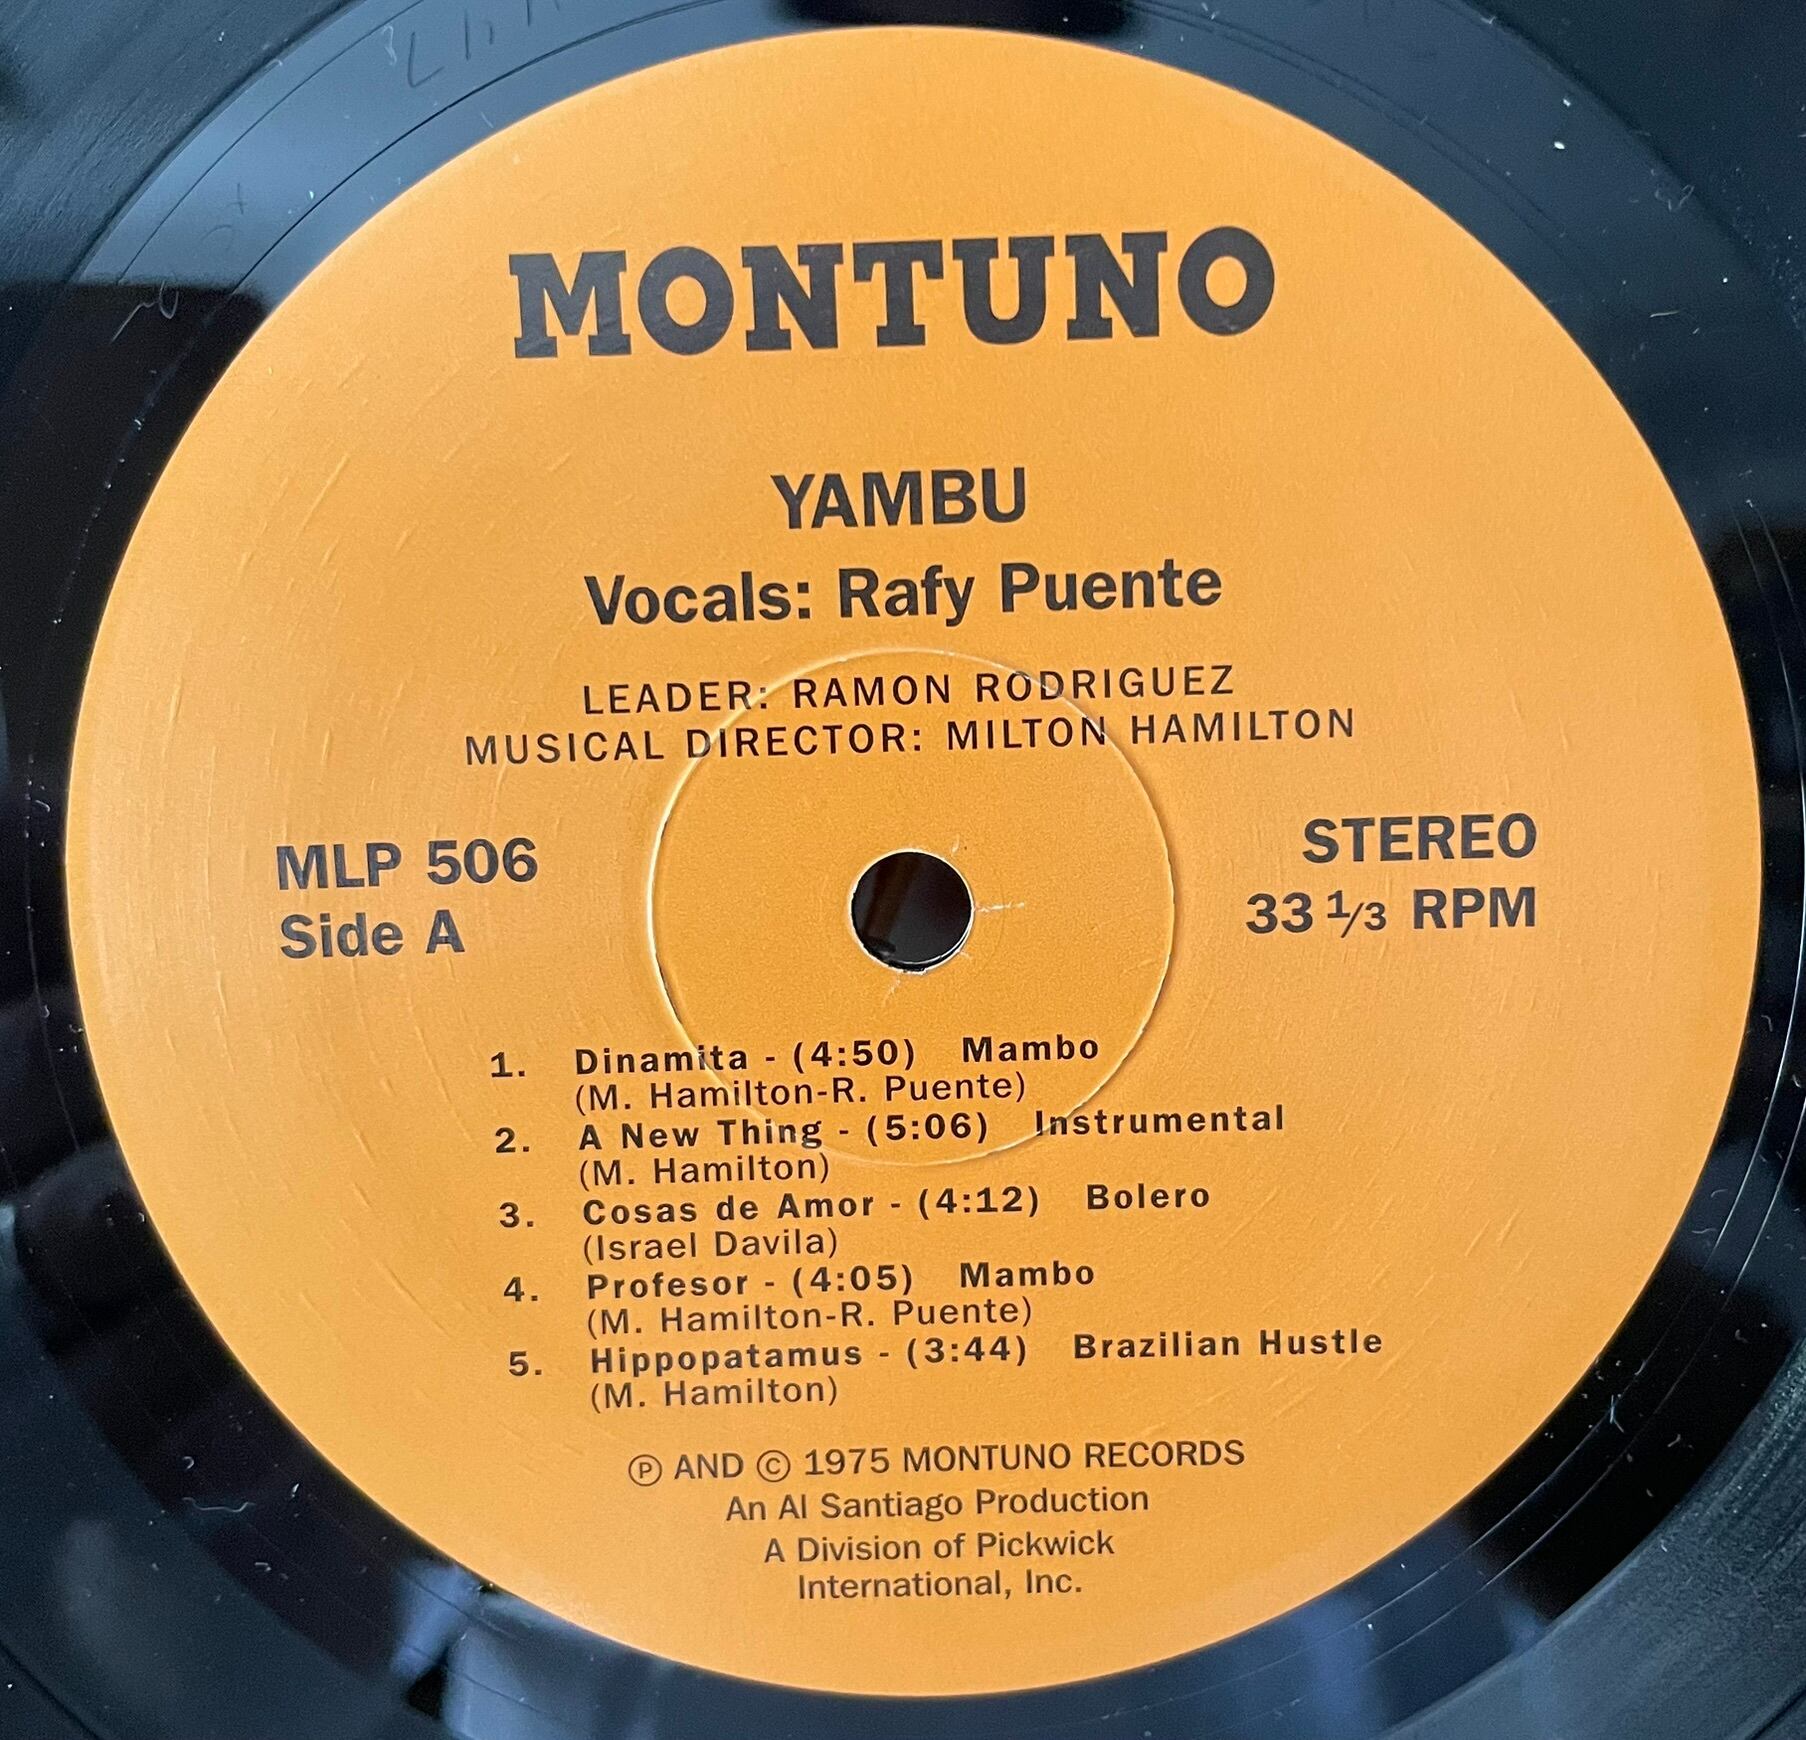 MONTUNO
YAMBU
Vocals: Rafy Puente
LEADER: RAMON RODRIGUEZ
MUSICAL DIRECTOR: MILTON HAMILTON
MLP 506
Side A
STEREO
33 1/3 RPM
1. Dinamita - (4:50) Mambo
(M. Hamilton-R. Puente)
2. A New Thing - (5:06) Instrumental
(M. Hamilton)
3. Cosas de Amor - (4:12) Bolero
(Israel Davila)
4. Profesor - (4:05) Mambo
(M. Hamilton-R. Puente)
5. Hippopatamus - (3:44) Brazilian Hustle
(M. Hamilton)
Ⓟ AND © 1975 MONTUNO RECORDS
An Al Santiago Production
A Division of Pickwick
International, Inc.